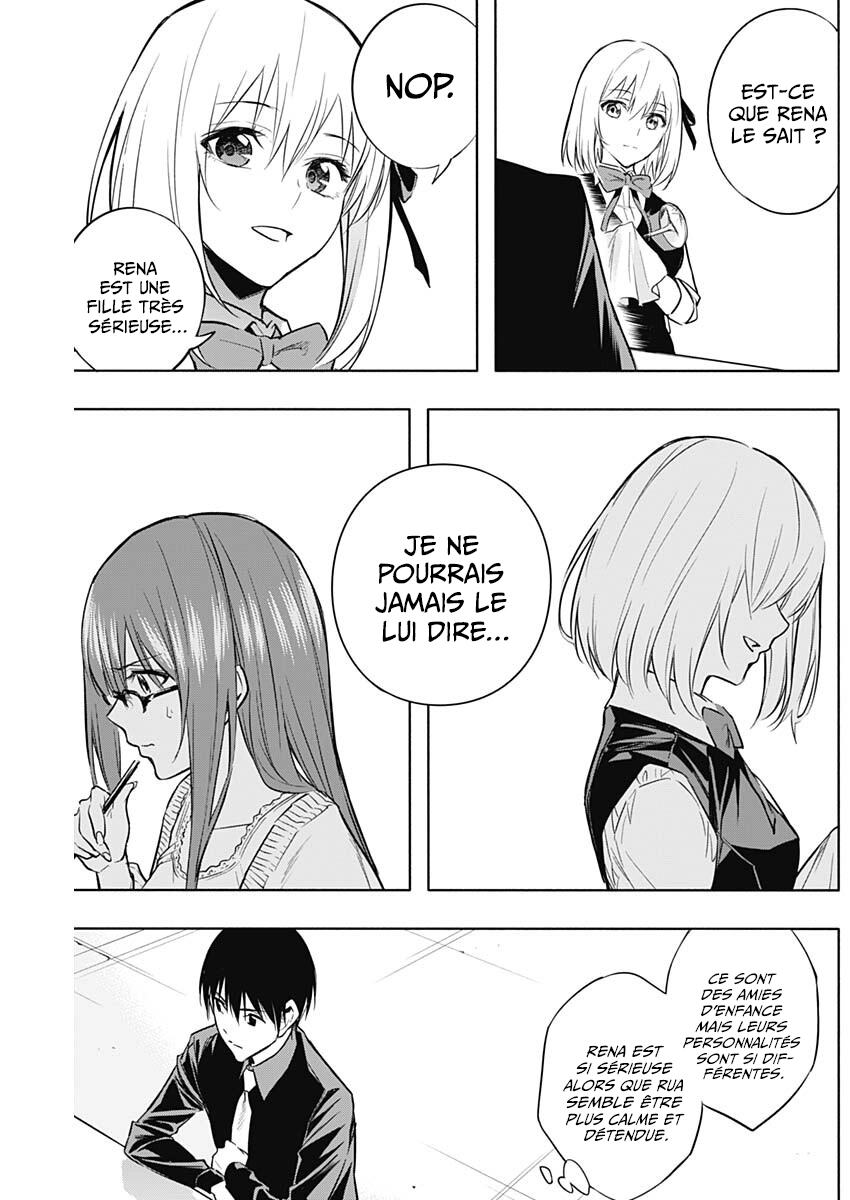 EST-CE
QUE RENA
LE SAIT ?
NOP.
RENA
EST UNE
FILLE TRÈS
SÉRIEUSE...
JE NE
POURRAIS
JAMAIS LE
LUI DIRE...
CE SONT
DES AMIES
D'ENFANCE
MAIS LEURS
PERSONNALITÉS
SONT SI DIF-
FÉRENTES.
RENA EST
SI SÉRIEUSE
ALORS QUE RUA
SEMBLE ÊTRE
PLUS CALME ET
DÉTENDUE.